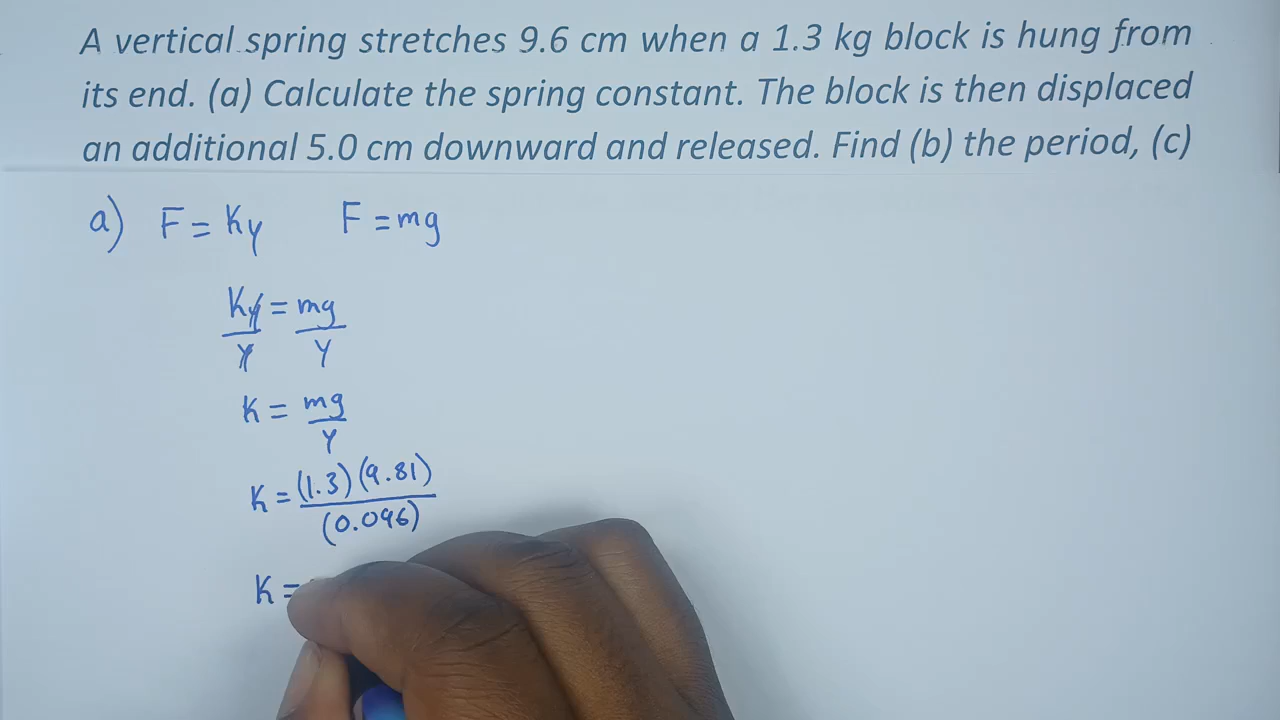 A vertical spring stretches 9.6 cm when a 1.3 kg block is hung from
its end. (a) Calculate the spring constant. The block is then displaced
an additional 5.0 cm downward and released. Find (b) the period, (c)
a) F = Ky F = mg
Ky = mg
y y
K = mg
y
K = (1.3)(9.81)
(0.096)
K =